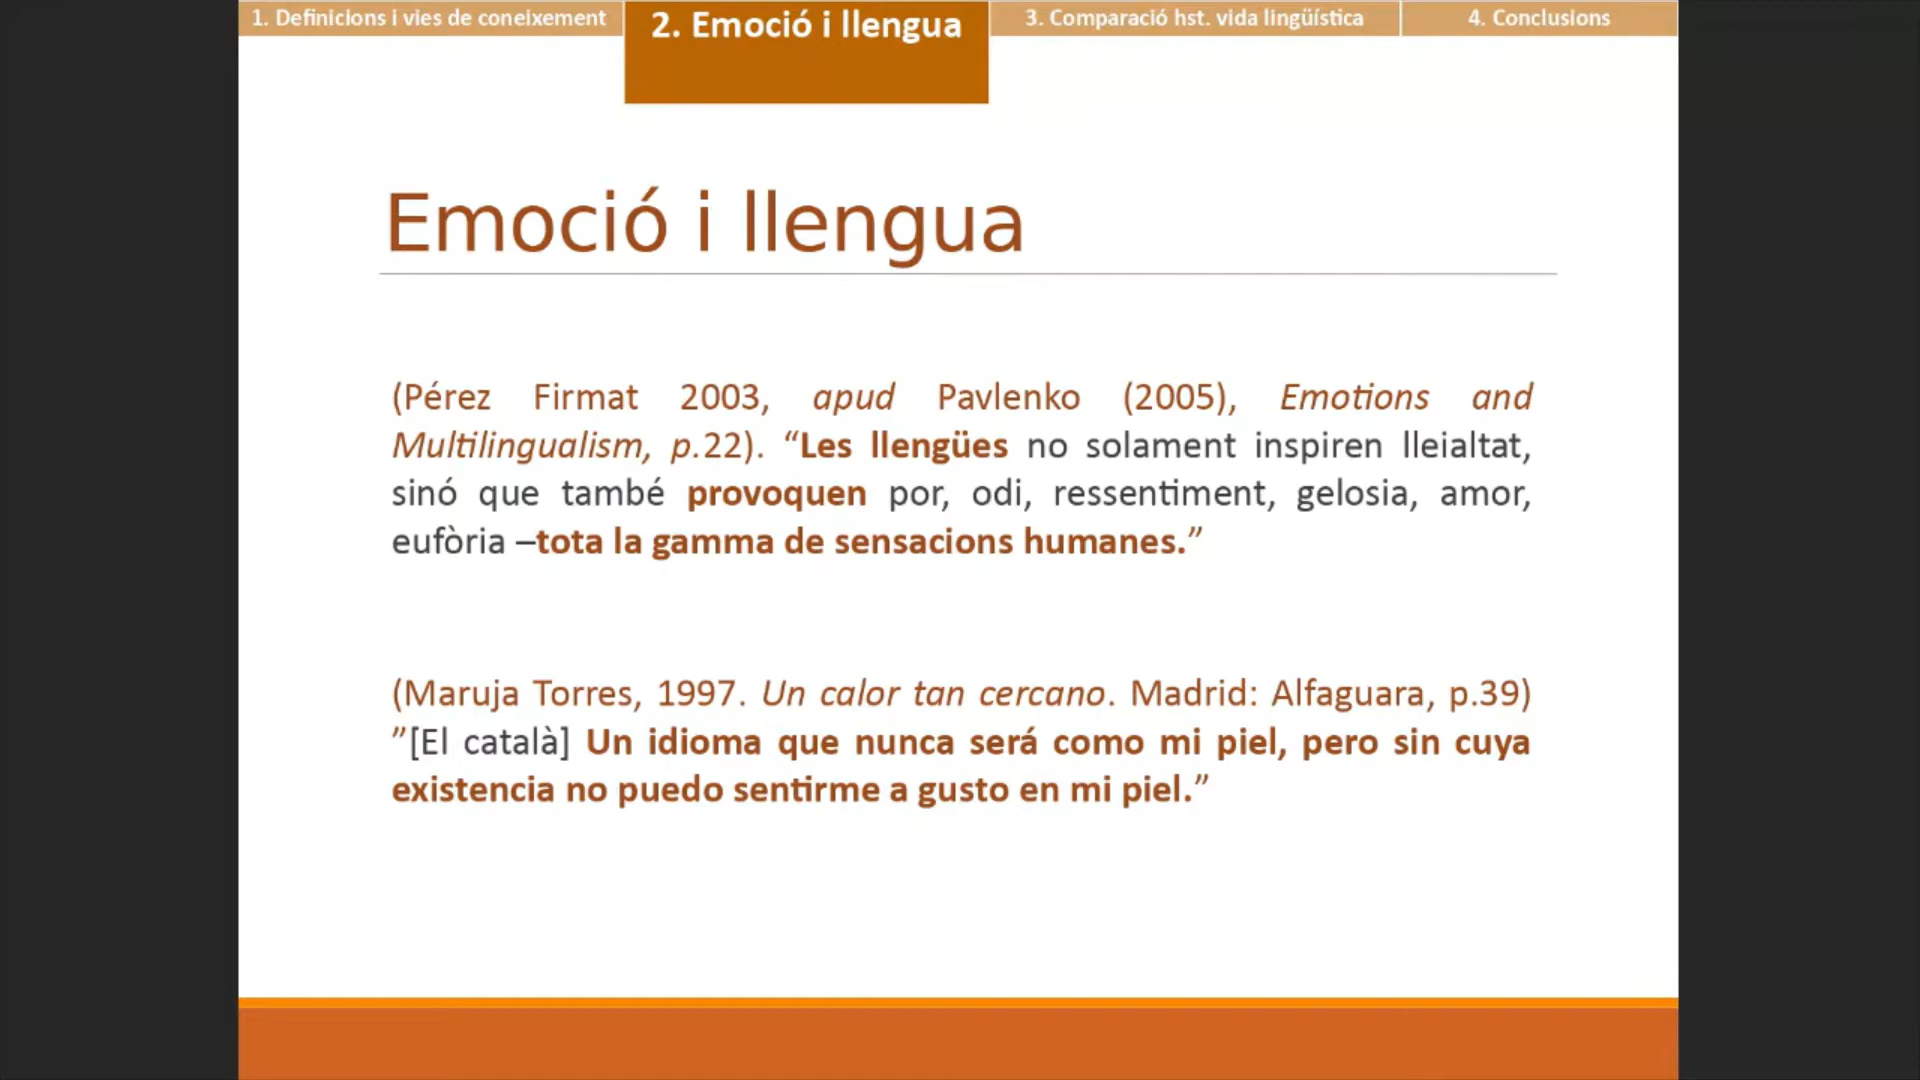 1. Definicions i vies de coneixement
2. Emoció i llengua
3. Comparació hst. vida lingüística
4. Conclusions
Emoció i llengua
(Pérez Firmat 2003, apud Pavlenko (2005), Emotions and
Multilingualism, p.22). “Les llengües no solament inspiren lleialtat,
sinó que també provoquen por, odi, ressentiment, gelosia, amor,
eufòria –tota la gamma de sensacions humanes.”
(Maruja Torres, 1997. Un calor tan cercano. Madrid: Alfaguara, p.39)
”[El català] Un idioma que nunca será como mi piel, pero sin cuya
existencia no puedo sentirme a gusto en mi piel.”